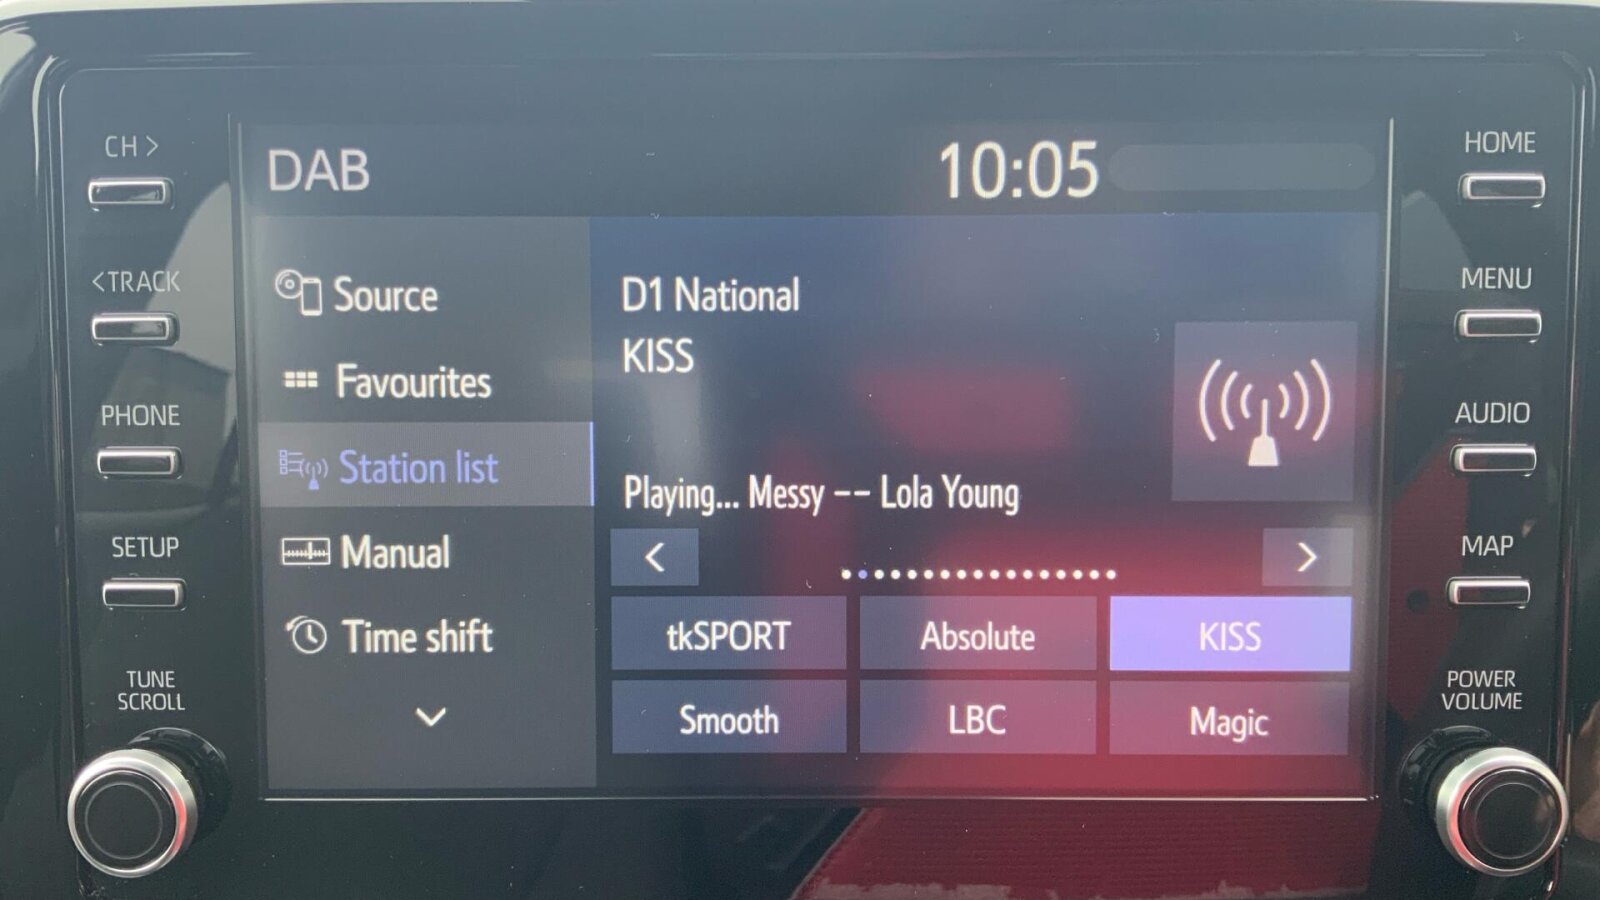 CH >
<TRACK
PHONE
SETUP
TUNE
SCROLL
DAB
10:05
Source
Favourites
Station list
Manual
Time shift
D1 National
KISS
Playing... Messy -- Lola Young
<
>
tkSPORT
Absolute
KISS
Smooth
LBC
Magic
HOME
MENU
AUDIO
MAP
POWER
VOLUME